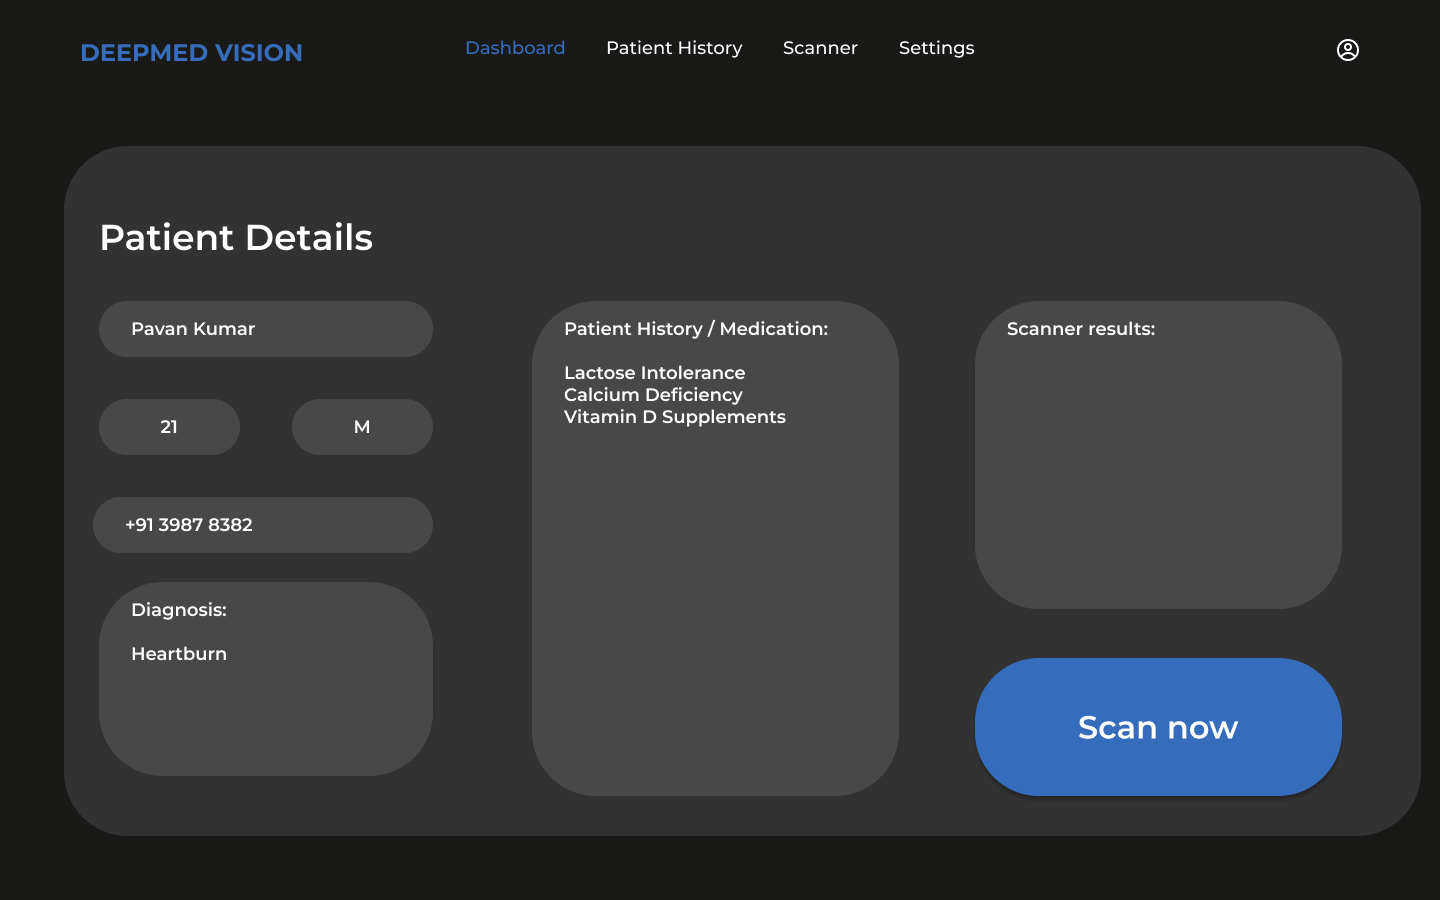 DEEPMED VISION
Dashboard
Patient History
Scanner
Settings
Patient Details
Pavan Kumar
21
M
+91 3987 8382
Diagnosis:
Heartburn
Patient History / Medication:
Lactose Intolerance
Calcium Deficiency
Vitamin D Supplements
Scanner results:
Scan now